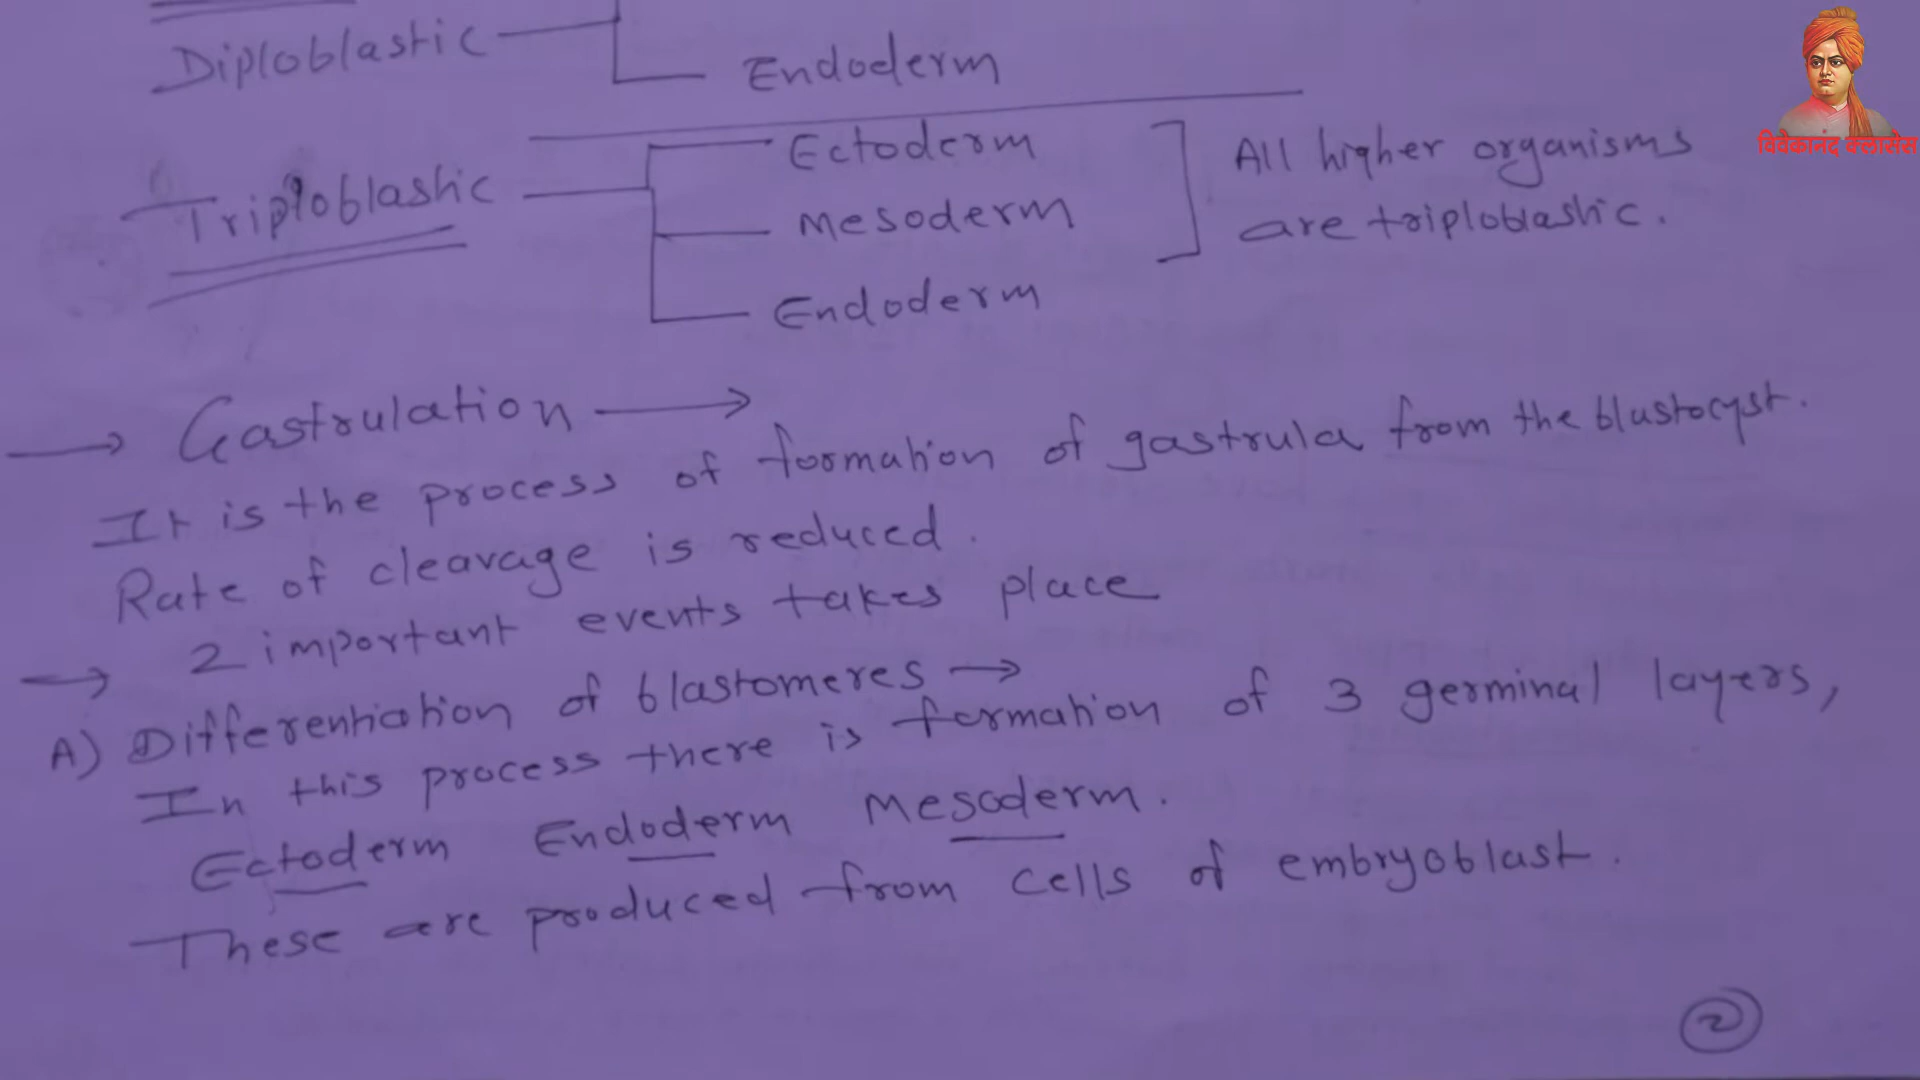 Diploblastic
Endoderm
Triploblastic
Ectoderm
Mesoderm
Endoderm
All higher organisms
are triploblastic.
→ Gastrulation →
It is the process of formation of gastrula from the blastocyst.
Rate of cleavage is reduced.
→ 2 important events takes place
A) Differentiation of blastomeres →
In this process there is formation of 3 germinal layers,
Ectoderm Endoderm Mesoderm.
These are produced from cells of embryoblast.
2
विवेकानंद क्लासेस